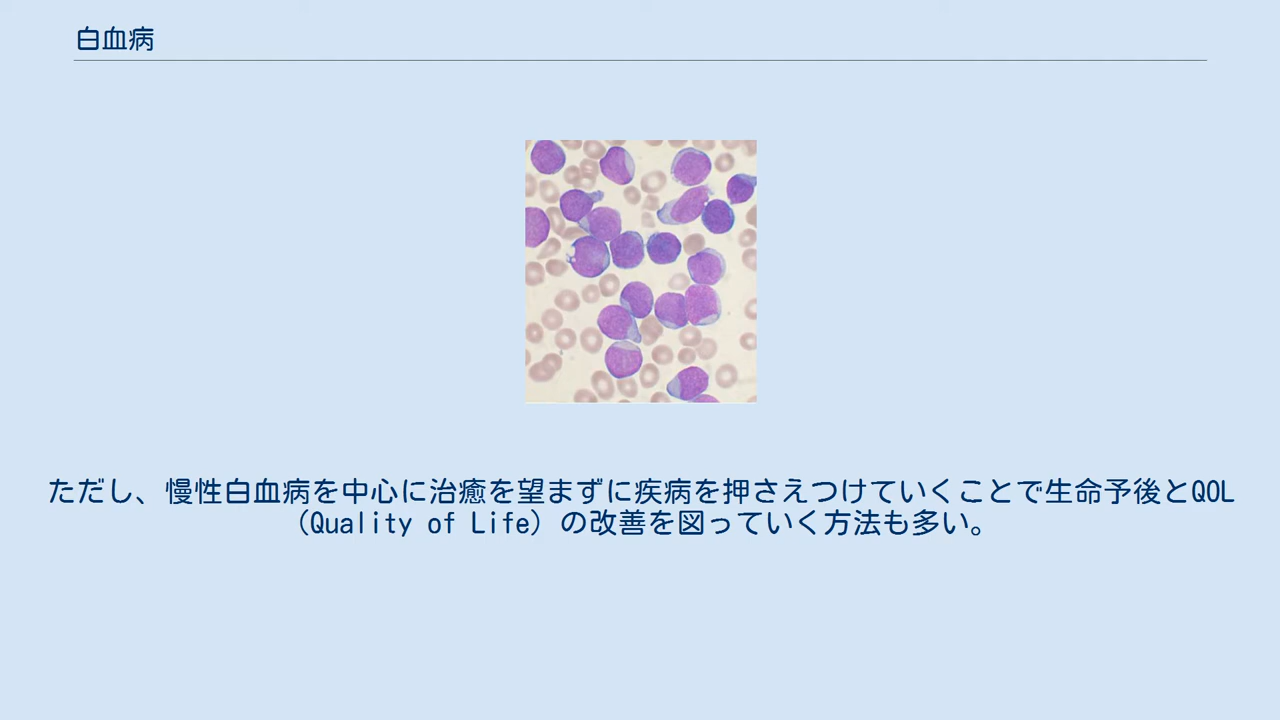 白血病
ただし、慢性白血病を中心に治癒を望まずに疾病を押さえつけていくことで生命予後とQOL
（Quality of Life）の改善を図っていく方法も多い。